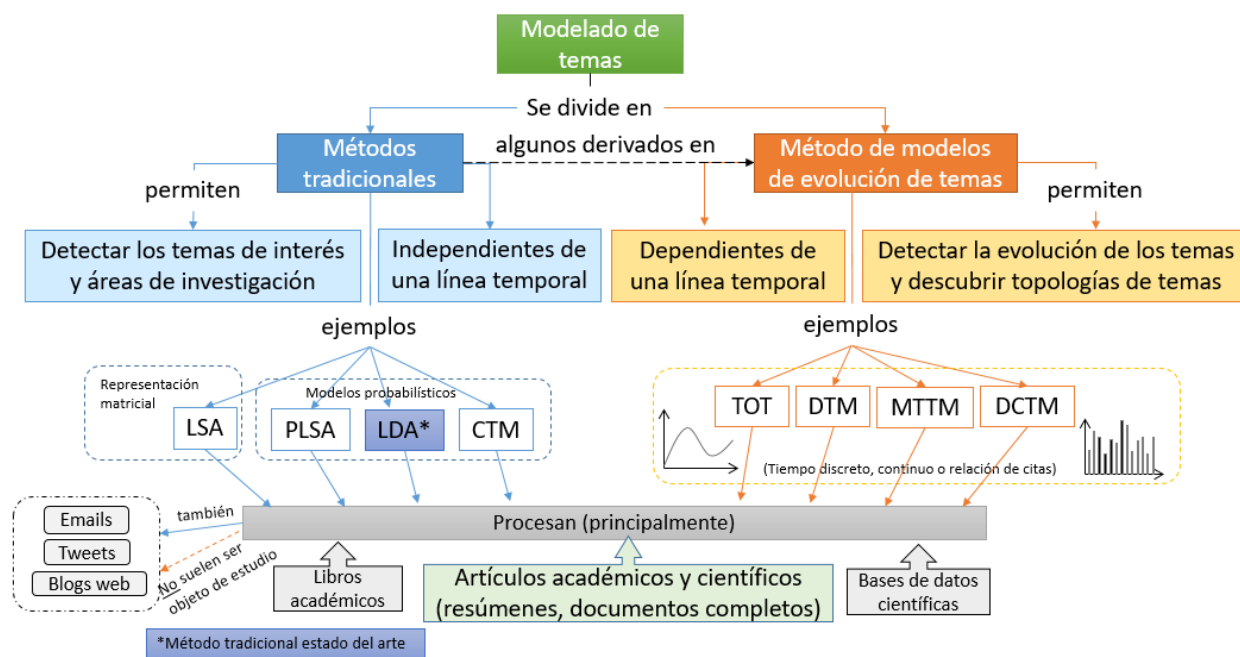 Modelado de
temas
Se divide en
Métodos
tradicionales
algunos derivados en
Método de modelos
de evolución de temas
permiten
permiten
Detectar los temas de interés
y áreas de investigación
Independientes de
una línea temporal
Dependientes de
una línea temporal
Detectar la evolución de los temas
y descubrir topologías de temas
ejemplos
ejemplos
Representación
matricial
Modelos probabilísticos
LSA
PLSA
LDA*
CTM
TOT
DTM
MTTM
DCTM
(Tiempo discreto, continuo o relación de citas)
Emails
Tweets
Blogs web
también
No suelen ser
objeto de estudio
Procesan (principalmente)
Libros
académicos
Artículos académicos y científicos
(resúmenes, documentos completos)
Bases de datos
científicas
*Método tradicional estado del arte